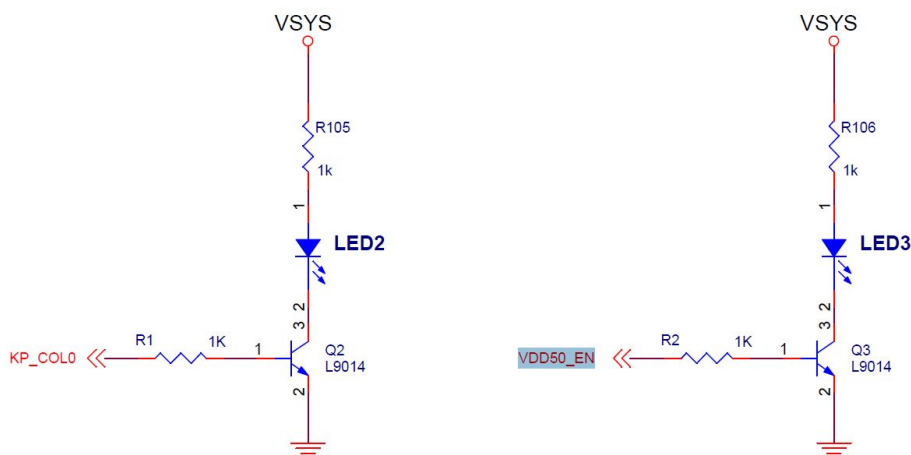 VSYS
R105
1k
1
LED2
2
3
KP_COL0
R1
1K
1
Q2
L9014
2
VSYS
R106
1k
1
LED3
2
3
VDD50_EN
R2
1K
1
Q3
L9014
2